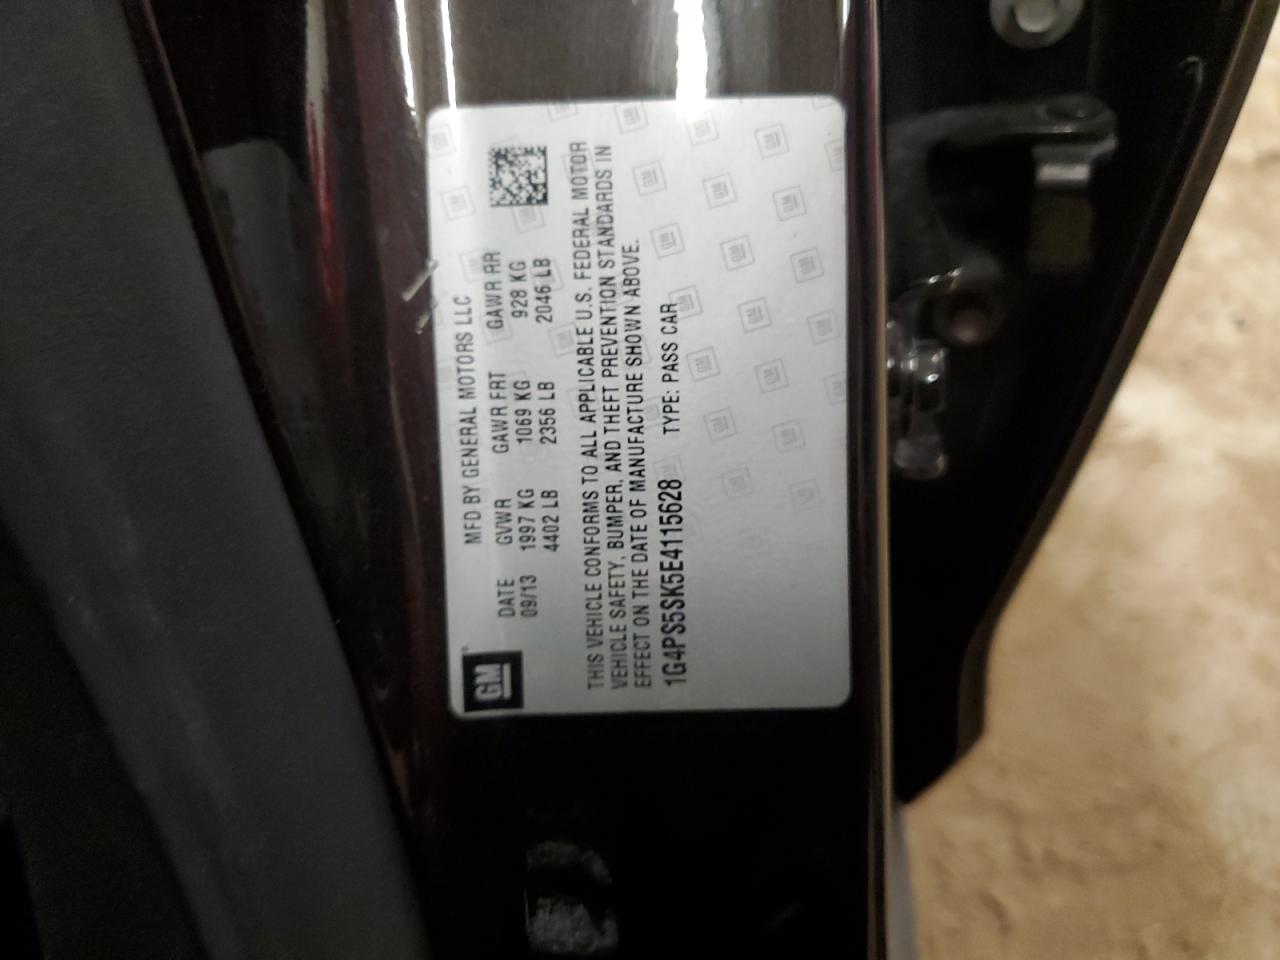 GM
MFD BY GENERAL MOTORS LLC
DATE GVWR GAWR FRT GAWR RR
09/13 1997 KG 1069 KG 928 KG
4402 LB 2356 LB 2046 LB
THIS VEHICLE CONFORMS TO ALL APPLICABLE U.S. FEDERAL MOTOR
VEHICLE SAFETY, BUMPER, AND THEFT PREVENTION STANDARDS IN
EFFECT ON THE DATE OF MANUFACTURE SHOWN ABOVE.
1G4PS5SK5E4115628 TYPE: PASS CAR